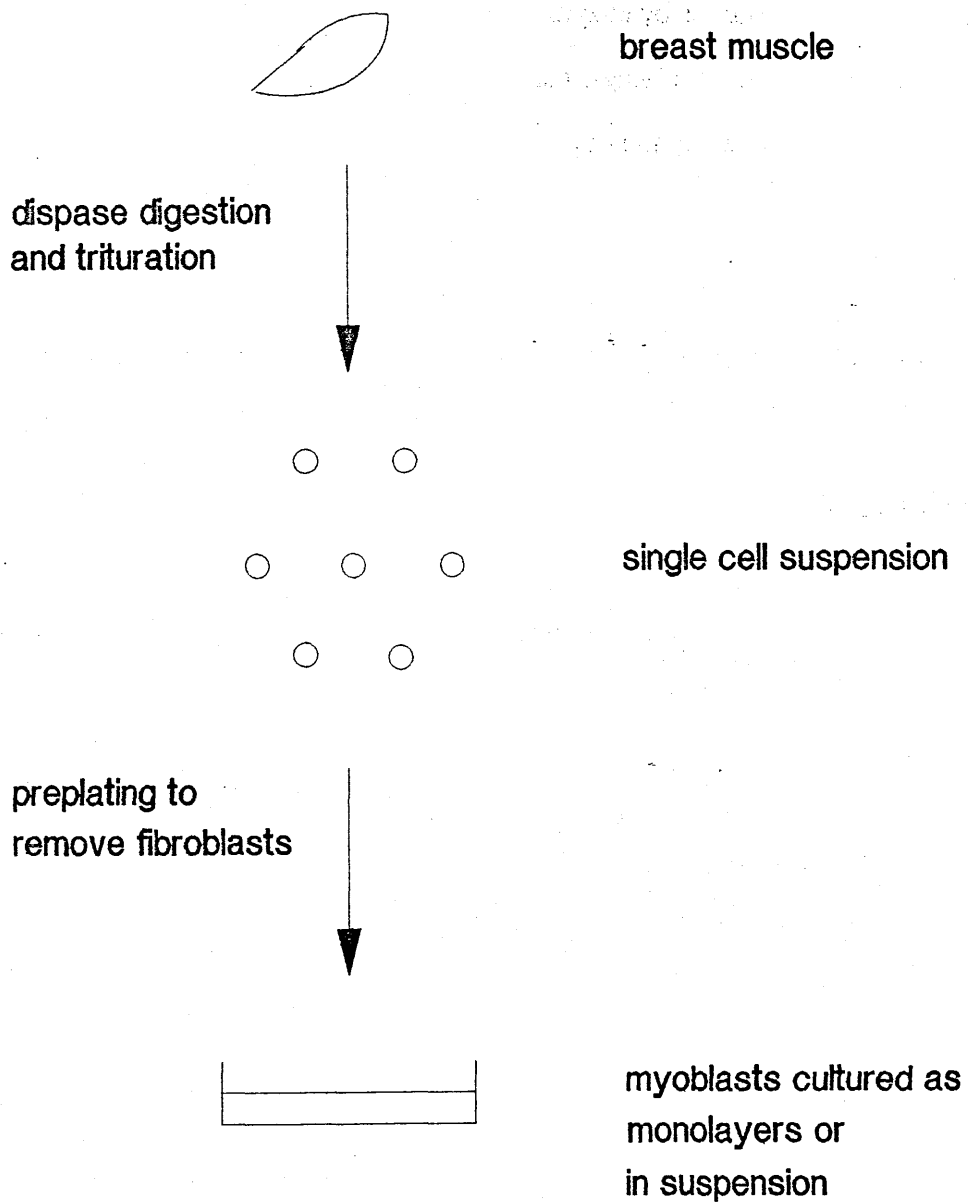 breast muscle
dispase digestion
and trituration
single cell suspension
preplating to
remove fibroblasts
myoblasts cultured as
monolayers or
in suspension